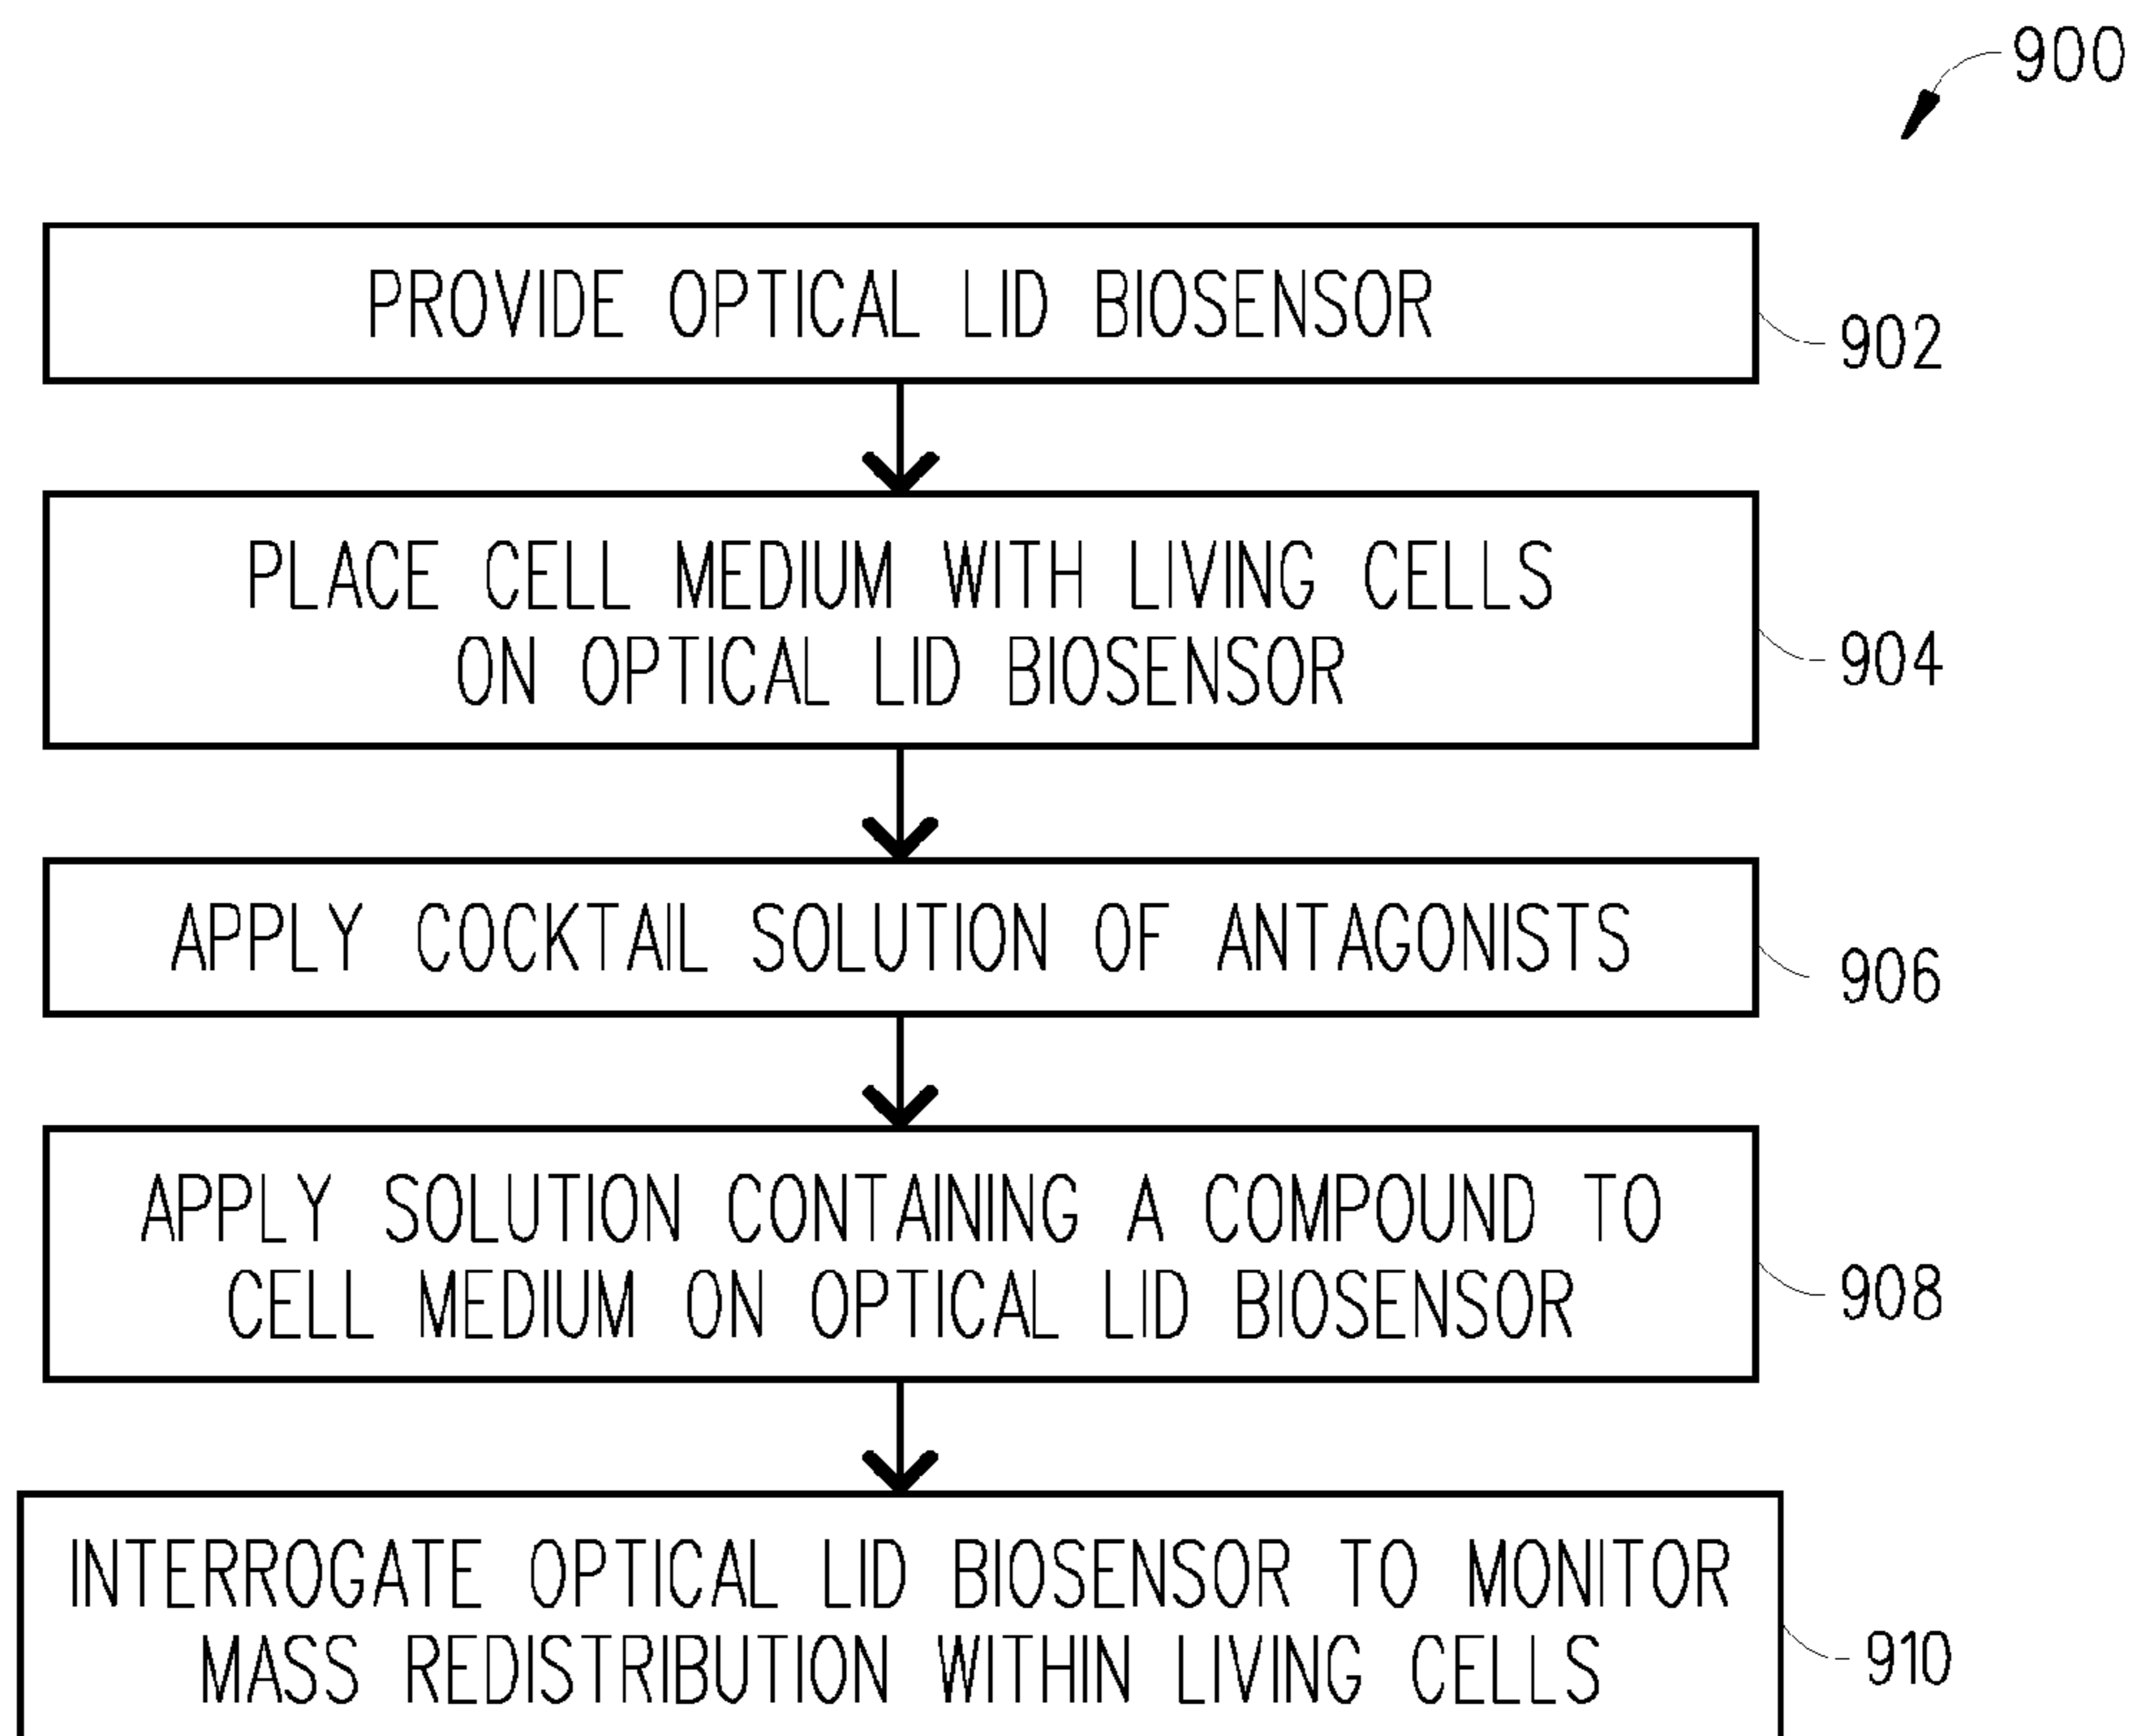 900
PROVIDE OPTICAL LID BIOSENSOR
902
PLACE CELL MEDIUM WITH LIVING CELLS
ON OPTICAL LID BIOSENSOR
904
APPLY COCKTAIL SOLUTION OF ANTAGONISTS
906
APPLY SOLUTION CONTAINING A COMPOUND TO
CELL MEDIUM ON OPTICAL LID BIOSENSOR
908
INTERROGATE OPTICAL LID BIOSENSOR TO MONITOR
MASS REDISTRIBUTION WITHIN LIVING CELLS
910